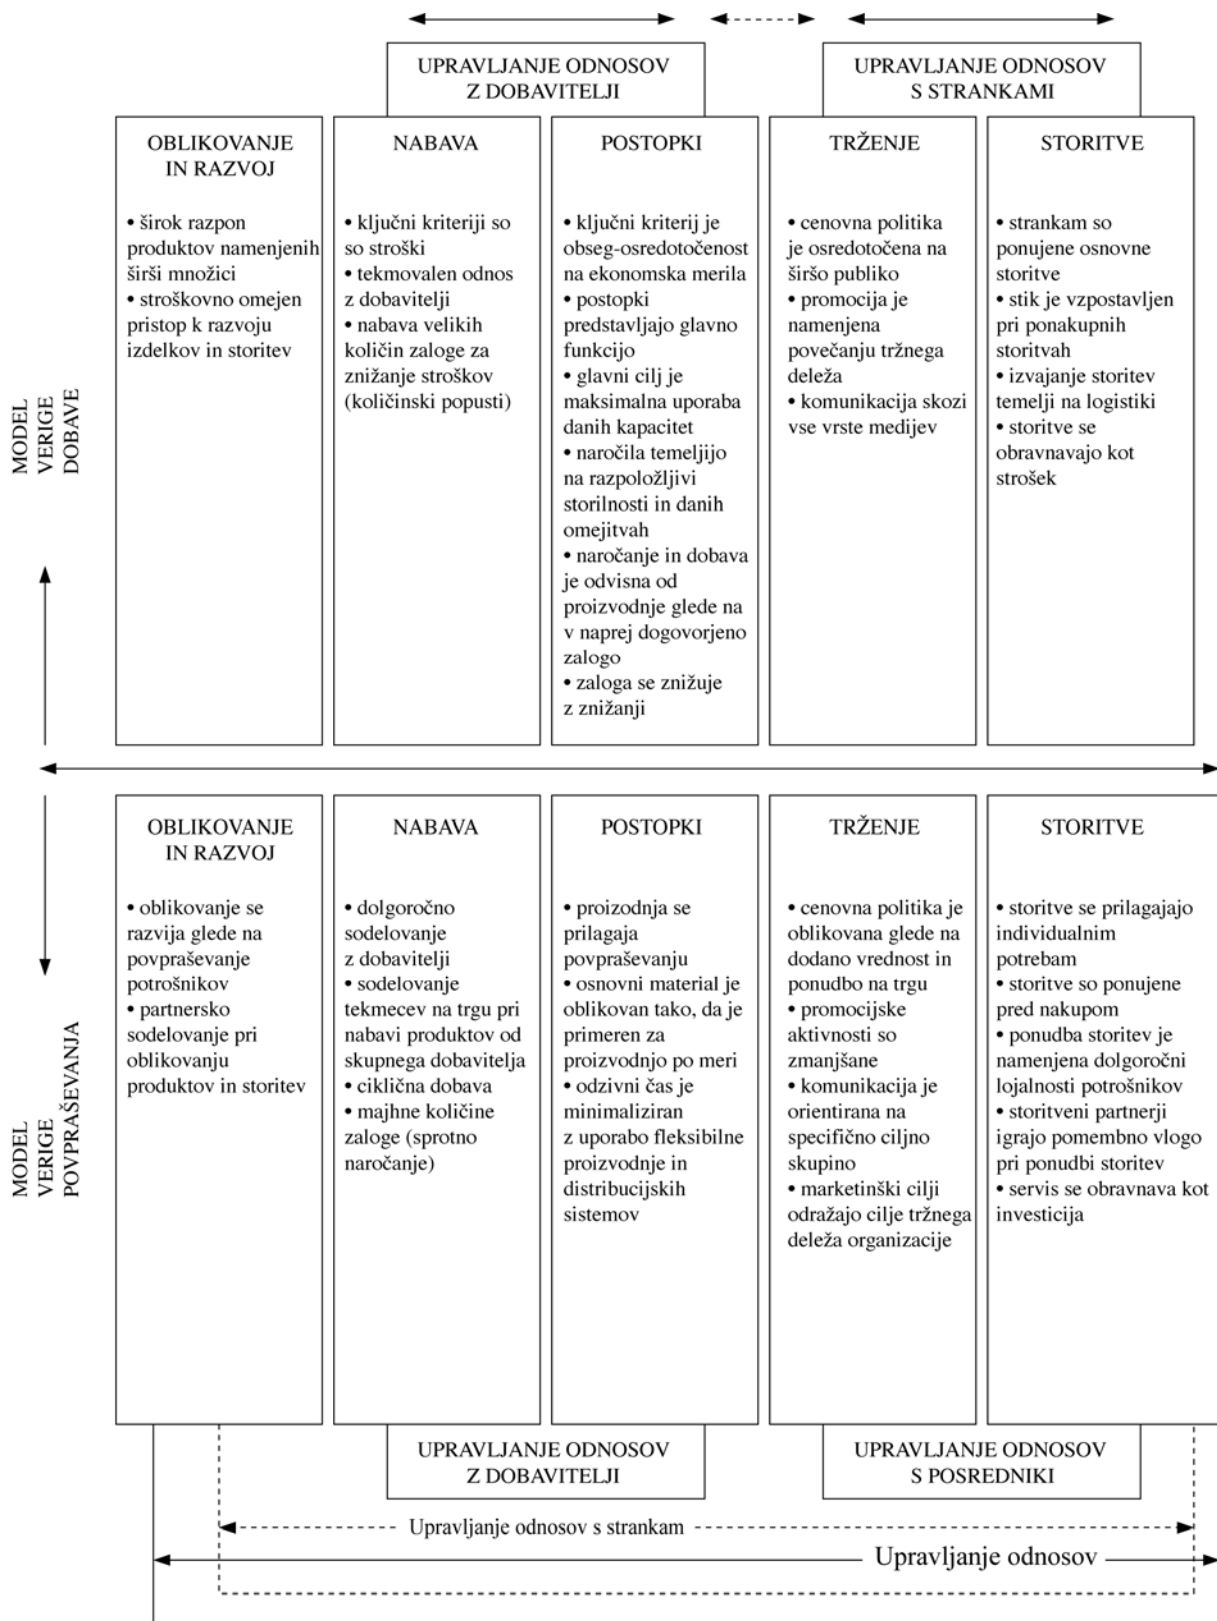 UPRAVLJANJE ODNOSOV
Z DOBAVITELJI
UPRAVLJANJE ODNOSOV
S STRANKAMI
MODEL
VERIGE
DOBAVE
OBLIKOVANJE
IN RAZVOJ
• širok razpon
produktov namenjenih
širši množici
• stroškovno omejen
pristop k razvoju
izdelkov in storitev
NABAVA
• ključni kriteriji so
so stroški
• tekmovalen odnos
z dobavitelji
• nabava velikih
količin zaloge za
znižanje stroškov
(količinski popusti)
POSTOPKI
• ključni kriterij je
obseg-osredotočenost
na ekonomska merila
• postopki
predstavljajo glavno
funkcijo
• glavni cilj je
maksimalna uporaba
danih kapacitet
• naročila temeljijo
na razpoložljivi
storilnosti in danih
omejitvah
• naročanje in dobava
je odvisna od
proizvodnje glede na
v naprej dogovorjeno
zalogo
• zaloga se znižuje
z znižanji
TRŽENJE
• cenovna politika
je osredotočena na
širšo publiko
• promocija je
namenjena
povečanju tržnega
deleža
• komunikacija skozi
vse vrste medijev
STORITVE
• strankam so
ponujene osnovne
storitve
• stik je vzpostavljen
pri ponakupnih
storitvah
• izvajanje storitev
temelji na logistiki
• storitve se
obravnavajo kot
strošek
MODEL
VERIGE
POVPRAŠEVANJA
OBLIKOVANJE
IN RAZVOJ
• oblikovanje se
razvija glede na
povpraševanje
potrošnikov
• partnersko
sodelovanje pri
oblikovanju
produktov in storitev
NABAVA
• dolgoročno
sodelovanje
z dobavitelji
• sodelovanje
tekmecev na trgu pri
nabavi produktov od
skupnega dobavitelja
• ciklična dobava
• majhne količine
zaloge (sprotno
naročanje)
POSTOPKI
• proizodnja se
prilagaja
povpraševanju
• osnovni material je
oblikovan tako, da je
primeren za
proizvodnjo po meri
• odzivni čas je
minimaliziran
z uporabo fleksibilne
proizvodnje in
distribucijskih
sistemov
TRŽENJE
• cenovna politika je
oblikovana glede na
dodano vrednost in
ponudbo na trgu
• promocijske
aktivnosti so
zmanjšane
• komunikacija je
orientirana na
specifično ciljno
skupino
• marketinški cilji
odražajo cilje tržnega
deleža organizacije
STORITVE
• storitve se prilagajajo
individualnim
potrebam
• storitve so ponujene
pred nakupom
• ponudba storitev je
namenjena dolgoročni
lojalnosti potrošnikov
• storitveni partnerji
igrajo pomembno vlogo
pri ponudbi storitev
• servis se obravnava kot
investicija
UPRAVLJANJE ODNOSOV
Z DOBAVITELJI
UPRAVLJANJE ODNOSOV
S POSREDNIKI
Upravljanje odnosov s strankam
Upravljanje odnosov